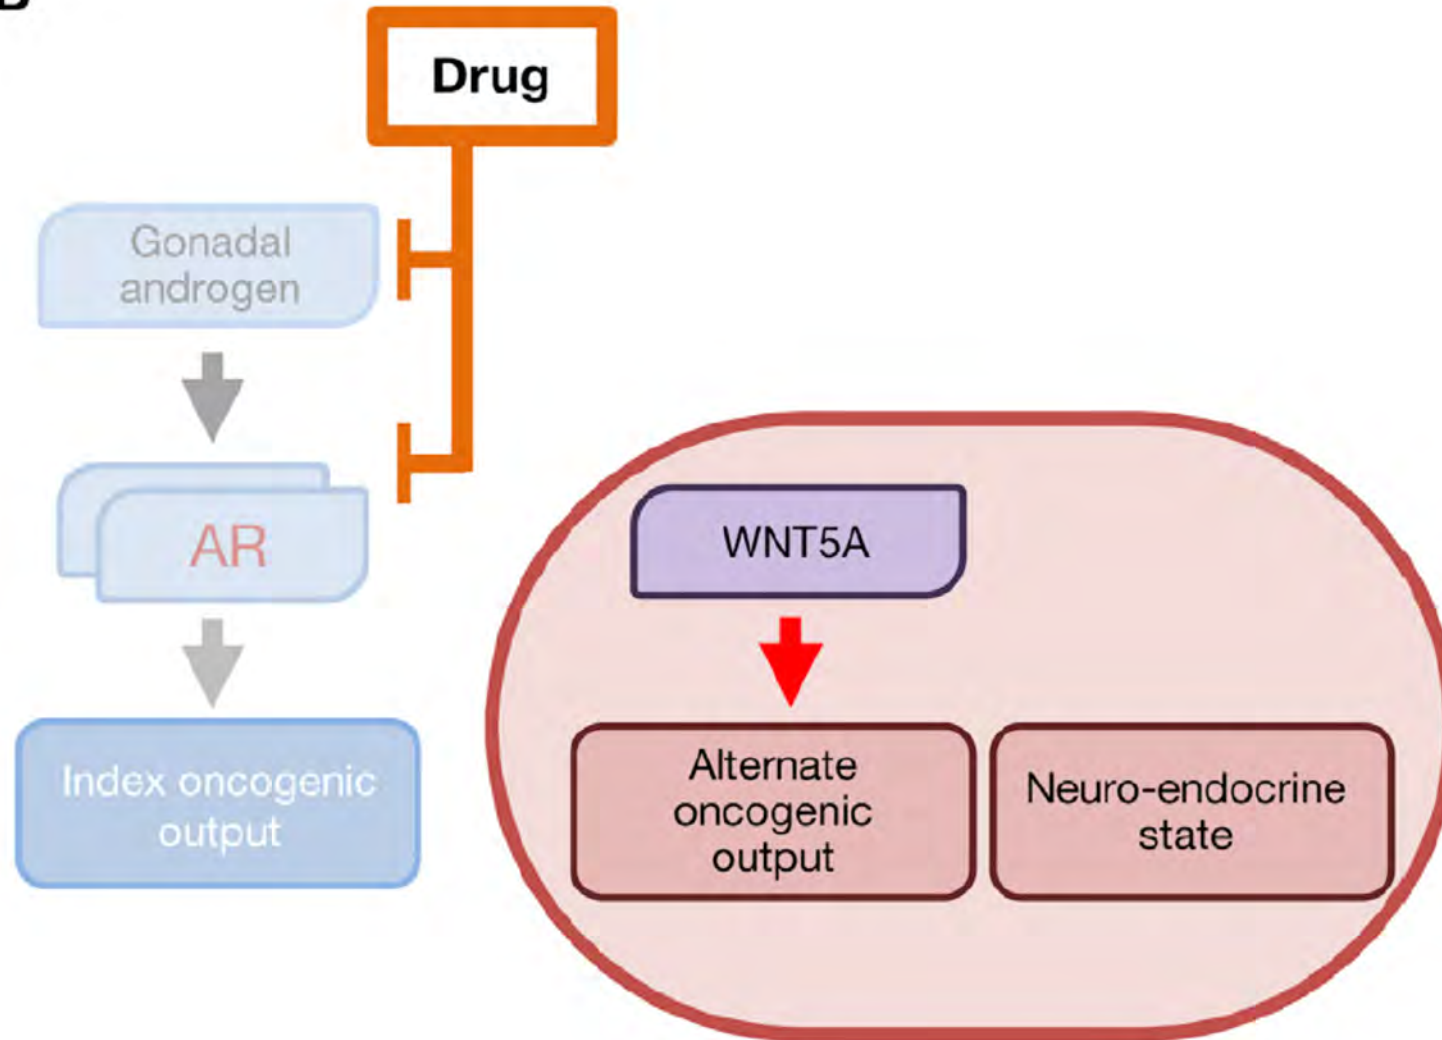 Drug
Gonadal
androgen
AR
WNT5A
Index oncogenic
output
Alternate
oncogenic
output
Neuro-endocrine
state